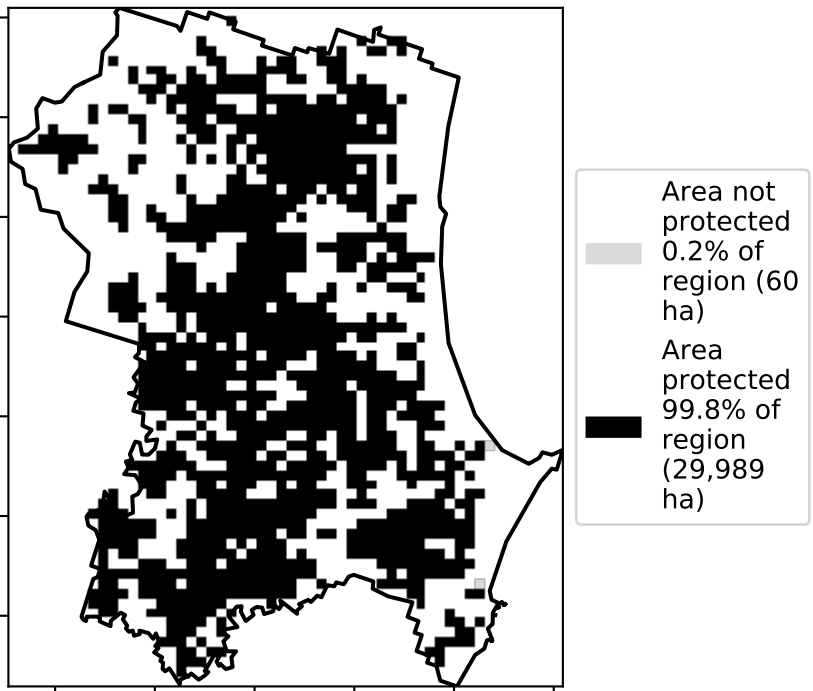 Area not
protected
0.2% of
region (60
ha)
Area
protected
99.8% of
region
(29,989
ha)